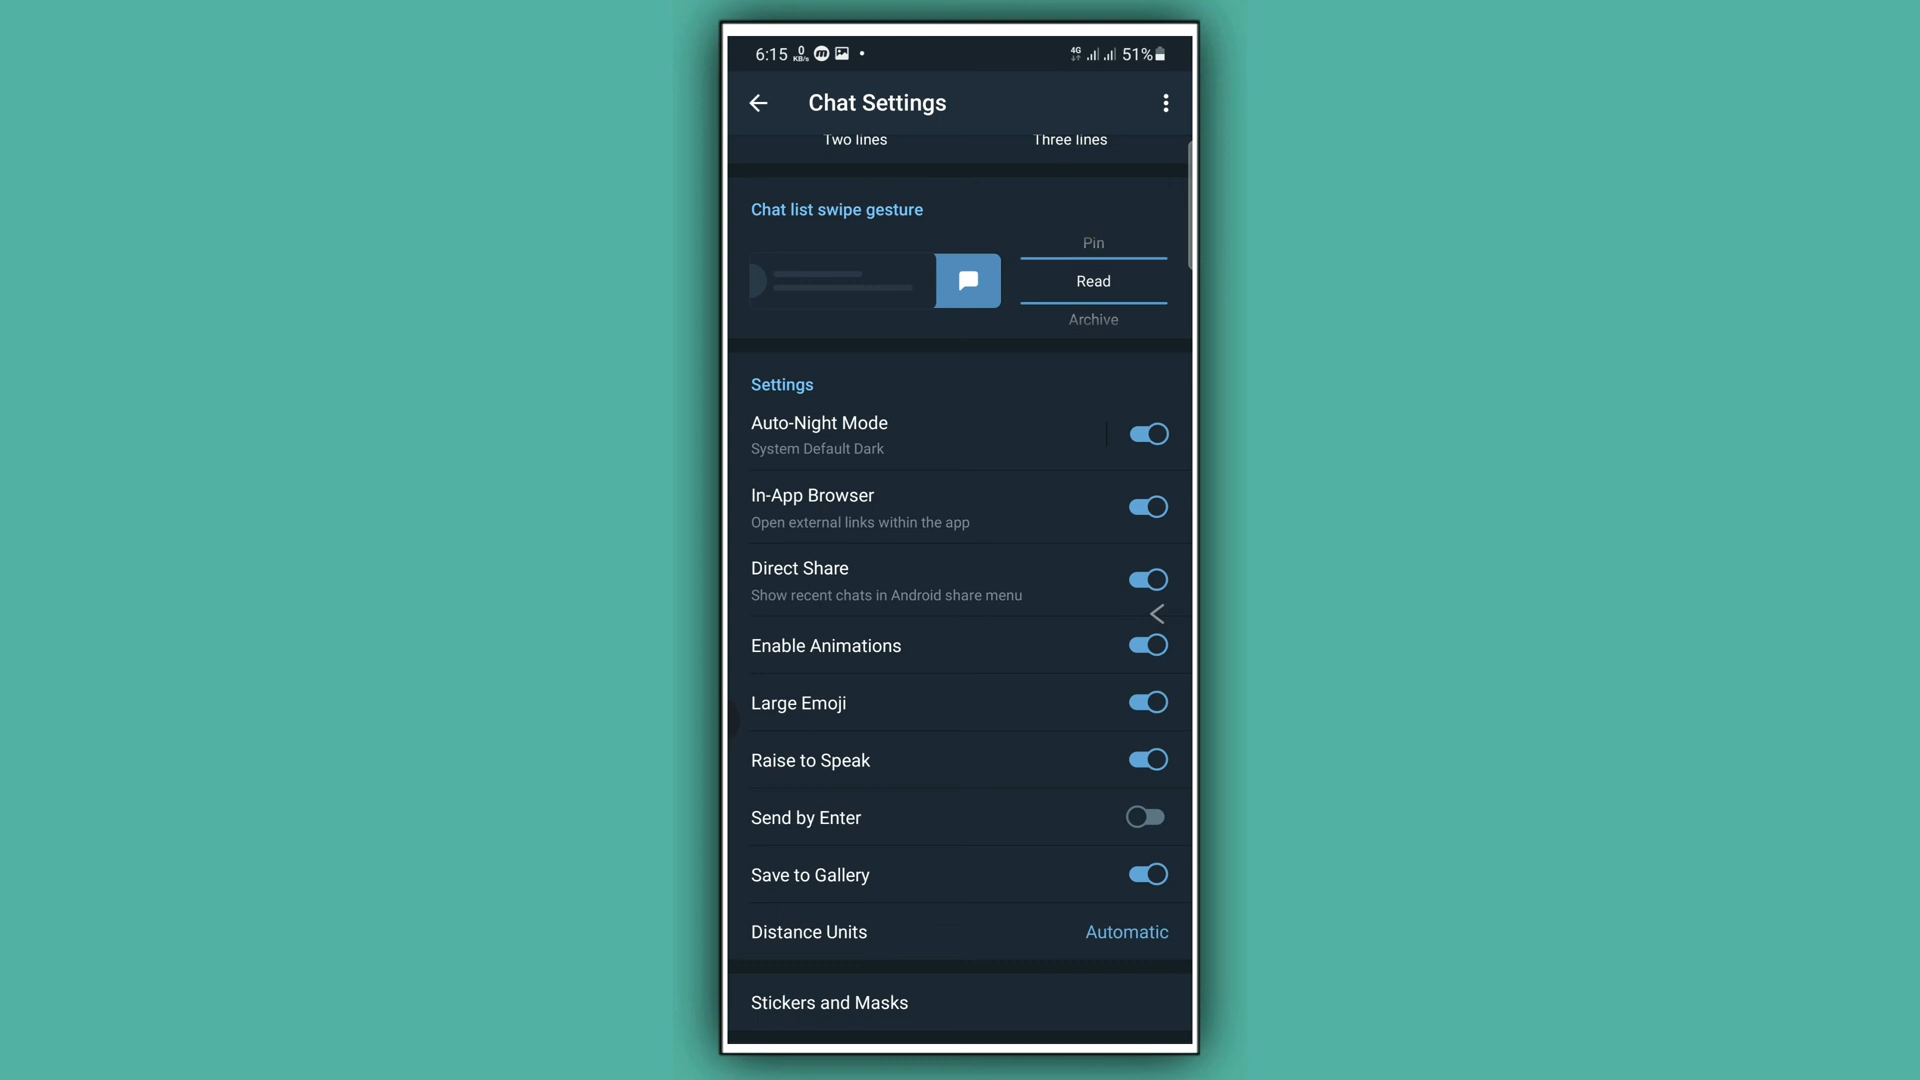 6:15 0 KB/s 4G 51%
Chat Settings
Two lines Three lines
Chat list swipe gesture
Pin
Read
Archive
Settings
Auto-Night Mode
System Default Dark
In-App Browser
Open external links within the app
Direct Share
Show recent chats in Android share menu
Enable Animations
Large Emoji
Raise to Speak
Send by Enter
Save to Gallery
Distance Units Automatic
Stickers and Masks